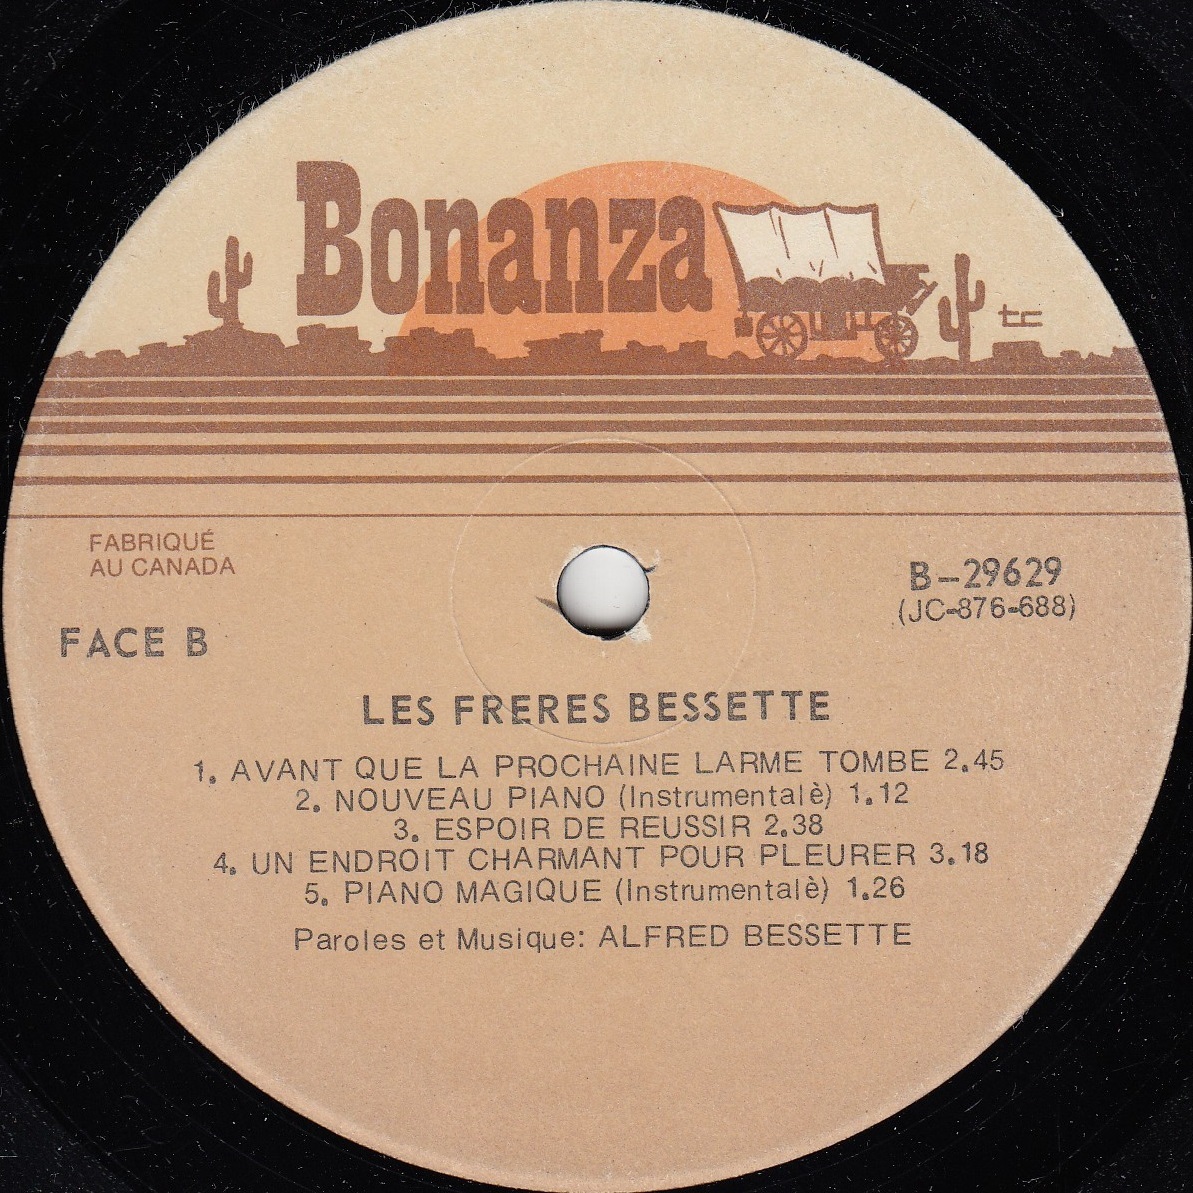 Bonanza
FABRIQUÉ
AU CANADA
B-29629
(JC-876-688)
FACE B
LES FRERES BESSETTE
1. AVANT QUE LA PROCHAINE LARME TOMBE 2.45
2. NOUVEAU PIANO (Instrumentalè) 1.12
3. ESPOIR DE REUSSIR 2.38
4. UN ENDROIT CHARMANT POUR PLEURER 3.18
5. PIANO MAGIQUE (Instrumentalè) 1.26
Paroles et Musique: ALFRED BESSETTE